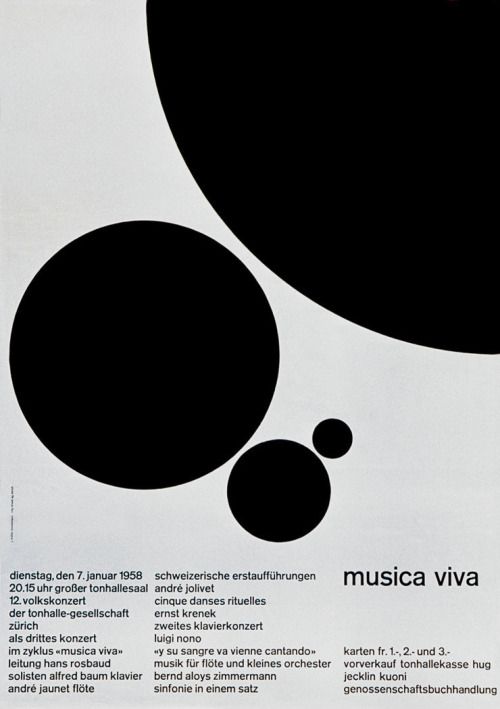 dienstag, den 7. januar 1958
20.15 uhr großer tonhallesaal
12. volkskonzert
der tonhalle-gesellschaft
zürich
als drittes konzert
im zyklus «musica viva»
leitung hans rosbaud
solisten alfred baum klavier
andré jaunet flöte
schweizerische erstaufführungen
andré jolivet
cinque danses rituelles
ernst krenek
zweites klavierkonzert
luigi nono
«y su sangre va vienne cantando»
musik für flöte und kleines orchester
bernd aloys zimmermann
sinfonie in einem satz
musica viva
karten fr. 1.-, 2.- und 3.-
vorverkauf tonhallekasse hug
jecklin kuoni
genossenschaftsbuchhandlung